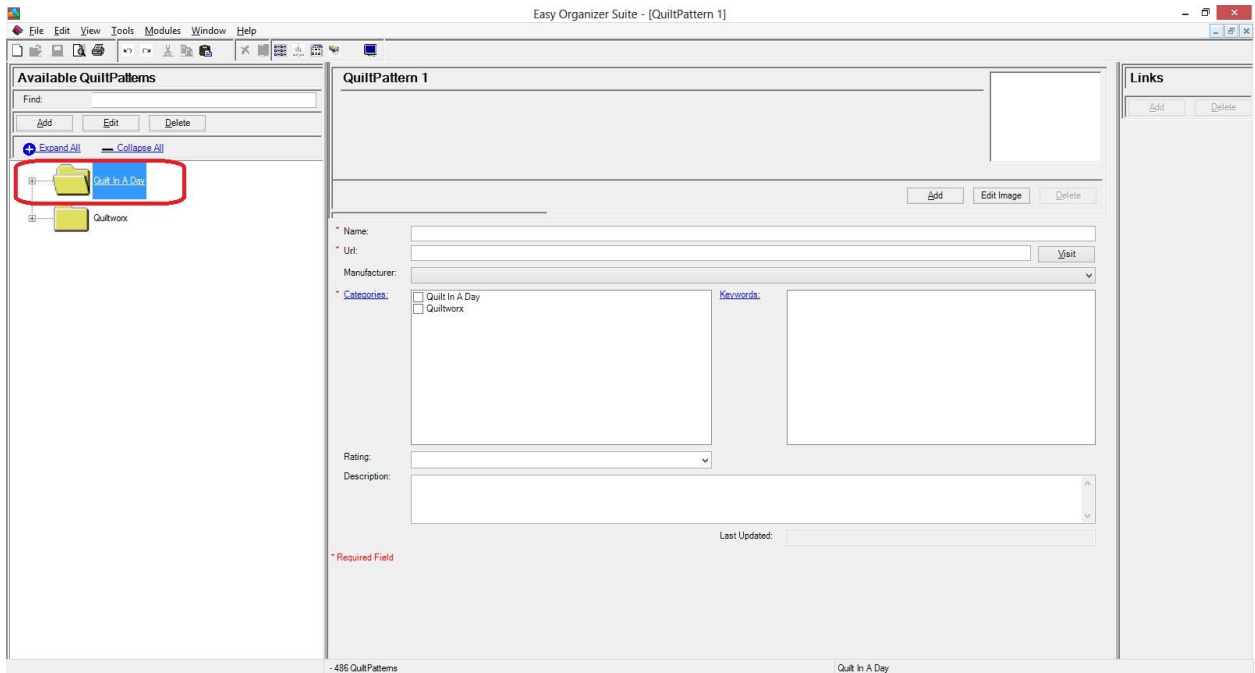 Easy Organizer Suite - [QuiltPattern 1]
File Edit View Tools Modules Window Help
Available QuiltPatterns
Find:
Add Edit Delete
Expand All Collapse All
Quilt In A Day
Quiltworx
QuiltPattern 1
Add Edit Image Delete
* Name:
* Url:
Visit
Manufacturer:
* Categories:
Quilt In A Day
Quiltworx
Keywords:
Rating:
Description:
Last Updated:
* Required Field
Links
Add Delete
- 486 QuiltPatterns
Quilt In A Day